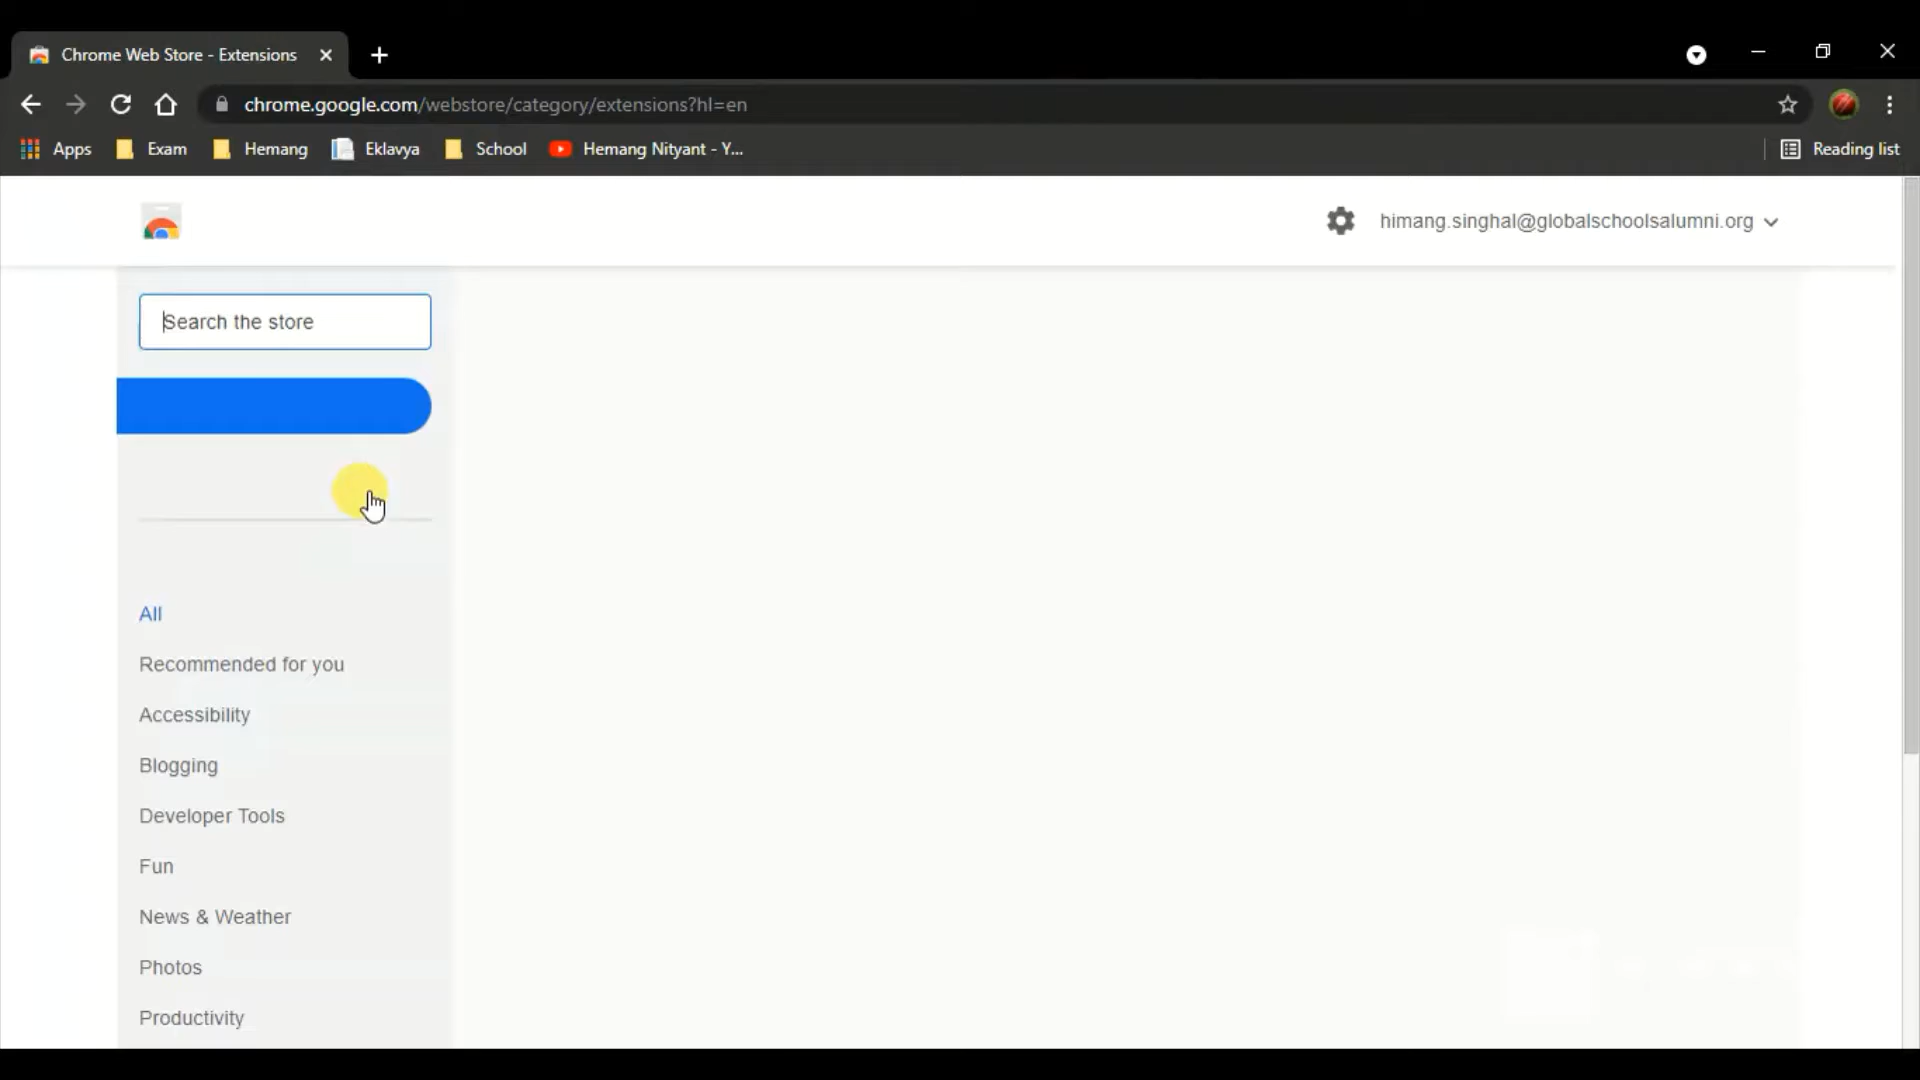 Chrome Web Store - Extensions
chrome.google.com/webstore/category/extensions?hl=en
Apps
Exam
Hemang
Eklavya
School
Hemang Nityant - Y...
Reading list
himang.singhal@globalschoolsalumni.org
Search the store
All
Recommended for you
Accessibility
Blogging
Developer Tools
Fun
News & Weather
Photos
Productivity